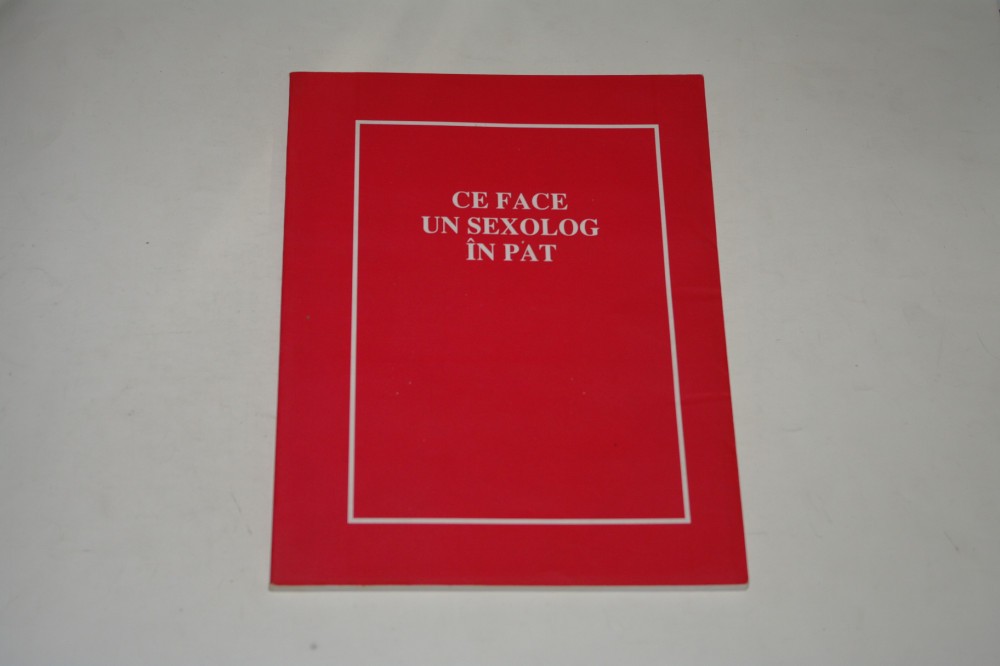 CE FACE
UN SEXOLOG
ÎN PAT